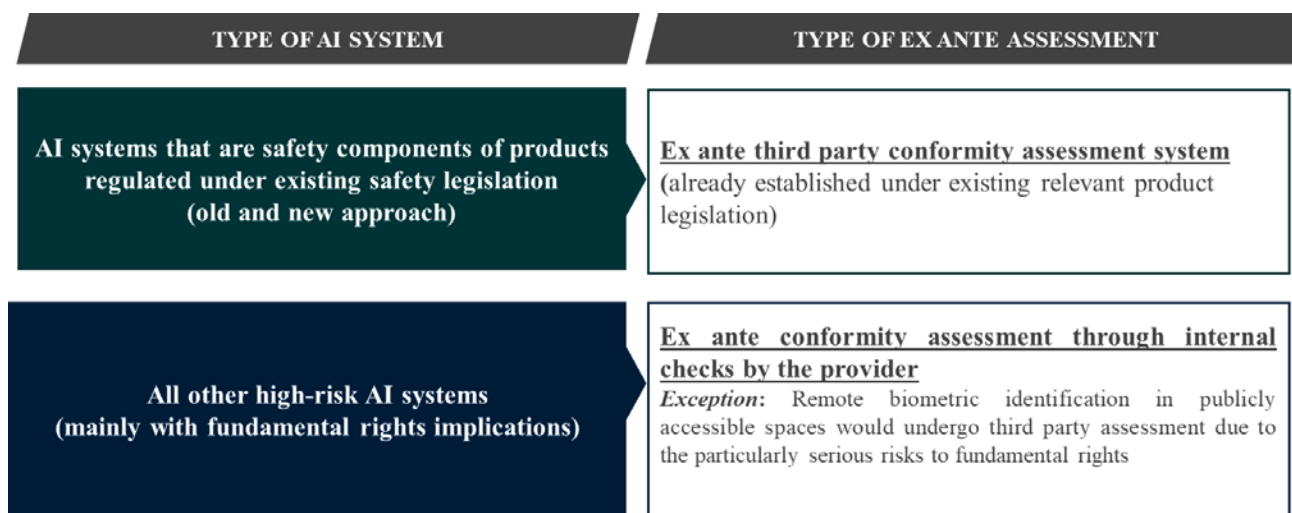 TYPE OF AI SYSTEM
TYPE OF EX ANTE ASSESSMENT
AI systems that are safety components of products
regulated under existing safety legislation
(old and new approach)
Ex ante third party conformity assessment system
(already established under existing relevant product
legislation)
All other high-risk AI systems
(mainly with fundamental rights implications)
Ex ante conformity assessment through internal
checks by the provider
Exception: Remote biometric identification in publicly
accessible spaces would undergo third party assessment due to
the particularly serious risks to fundamental rights